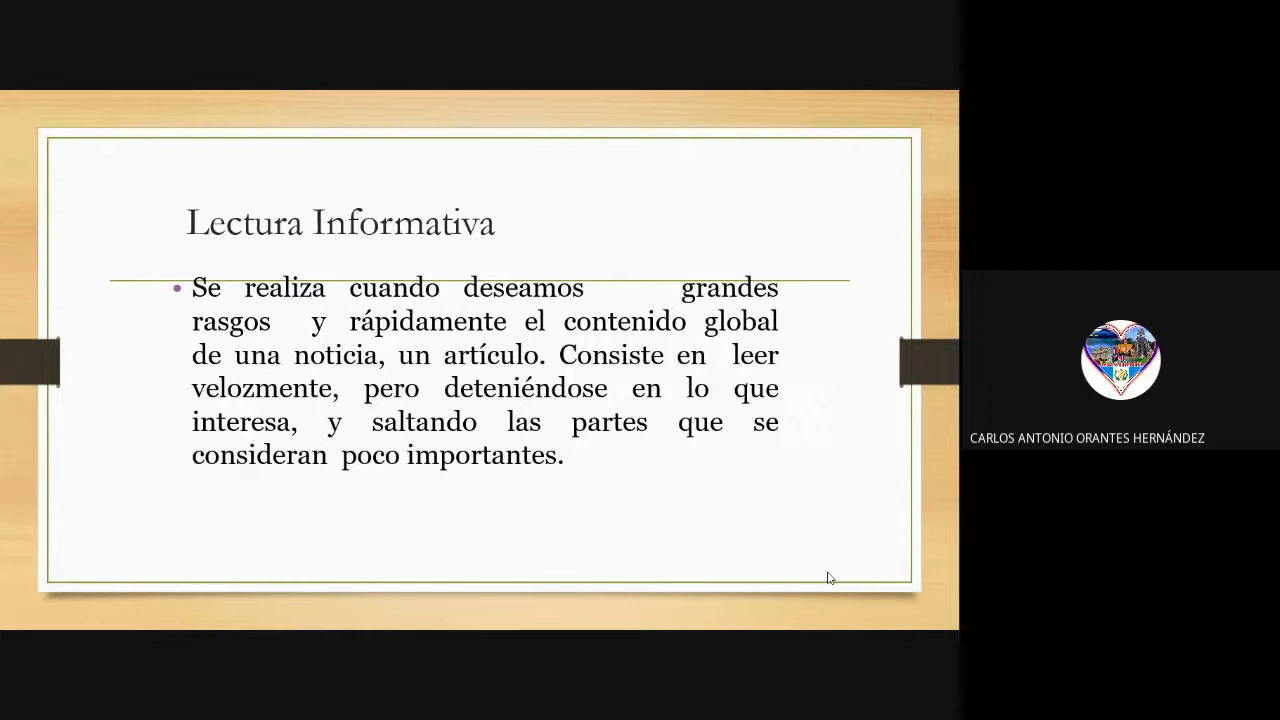 Lectura Informativa
• Se realiza cuando deseamos grandes
rasgos y rápidamente el contenido global
de una noticia, un artículo. Consiste en leer
velozmente, pero deteniéndose en lo que
interesa, y saltando las partes que se
consideran poco importantes.
CARLOS ANTONIO ORANTES HERNÁNDEZ